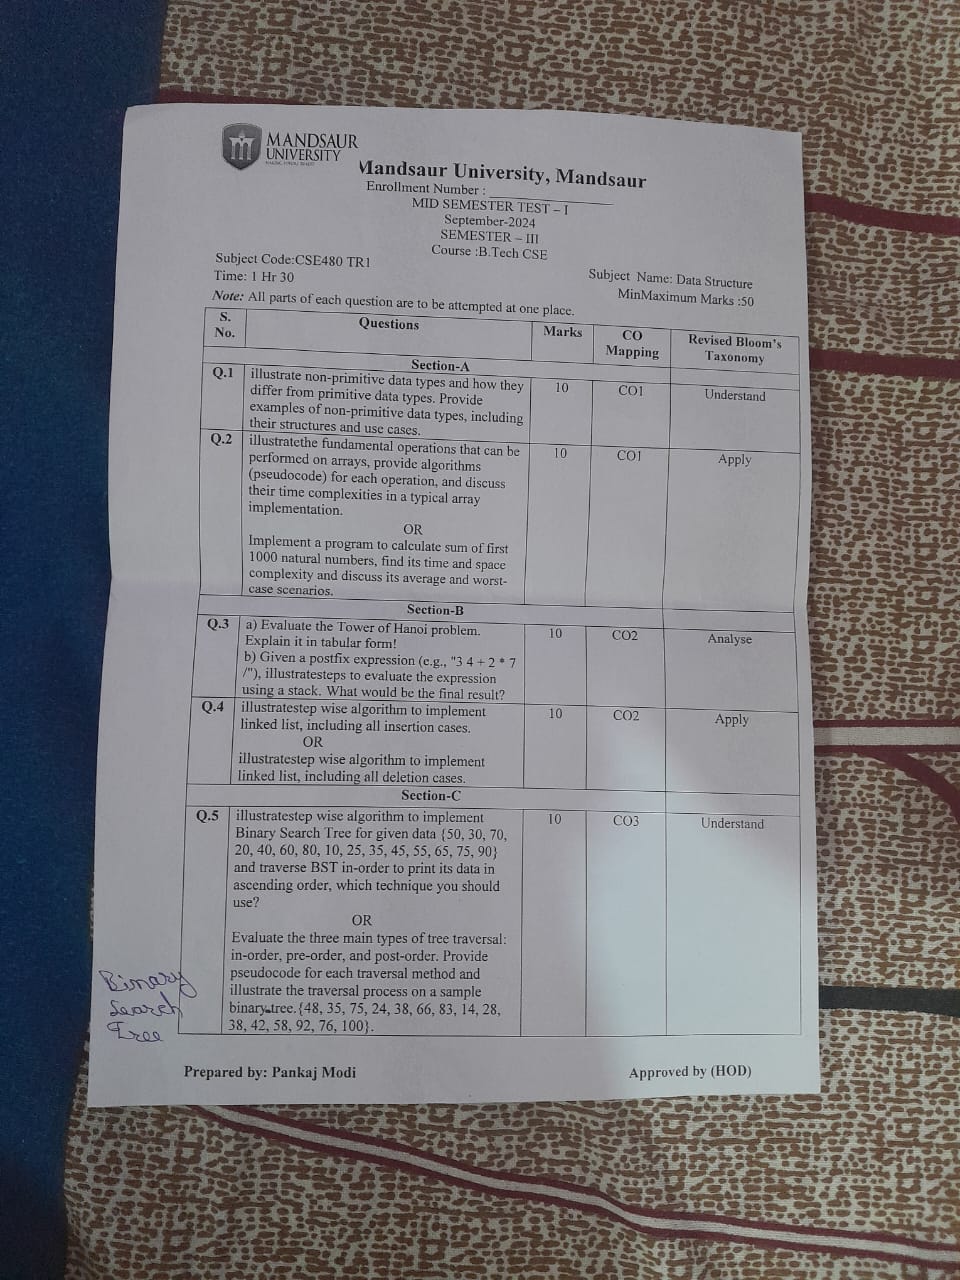 MANDSAUR
UNIVERSITY
Mandsaur University, Mandsaur
Enrollment Number :
MID SEMESTER TEST – I
September-2024
SEMESTER – III
Course :B.Tech CSE
Subject Code:CSE480 TR1
Subject Name: Data Structure
Time: 1 Hr 30
MinMaximum Marks :50
Note: All parts of each question are to be attempted at one place.
S. No. Questions Marks CO Mapping Revised Bloom's Taxonomy
Section-A
Q.1 illustrate non-primitive data types and how they 10 CO1 Understand
differ from primitive data types. Provide
examples of non-primitive data types, including
their structures and use cases.
Q.2 illustratethe fundamental operations that can be 10 CO1 Apply
performed on arrays, provide algorithms
(pseudocode) for each operation, and discuss
their time complexities in a typical array
implementation.
OR
Implement a program to calculate sum of first
1000 natural numbers, find its time and space
complexity and discuss its average and worst-
case scenarios.
Section-B
Q.3 a) Evaluate the Tower of Hanoi problem. 10 CO2 Analyse
Explain it in tabular form!
b) Given a postfix expression (e.g., "3 4 + 2 * 7
/"), illustratesteps to evaluate the expression
using a stack. What would be the final result?
Q.4 illustratestep wise algorithm to implement 10 CO2 Apply
linked list, including all insertion cases.
OR
illustratestep wise algorithm to implement
linked list, including all deletion cases.
Section-C
Q.5 illustratestep wise algorithm to implement 10 CO3 Understand
Binary Search Tree for given data {50, 30, 70,
20, 40, 60, 80, 10, 25, 35, 45, 55, 65, 75, 90}
and traverse BST in-order to print its data in
ascending order, which technique you should
use?
OR
Evaluate the three main types of tree traversal:
in-order, pre-order, and post-order. Provide
pseudocode for each traversal method and
illustrate the traversal process on a sample
binary tree.{48, 35, 75, 24, 38, 66, 83, 14, 28,
38, 42, 58, 92, 76, 100}.
Binary
Search
Tree
Prepared by: Pankaj Modi
Approved by (HOD)